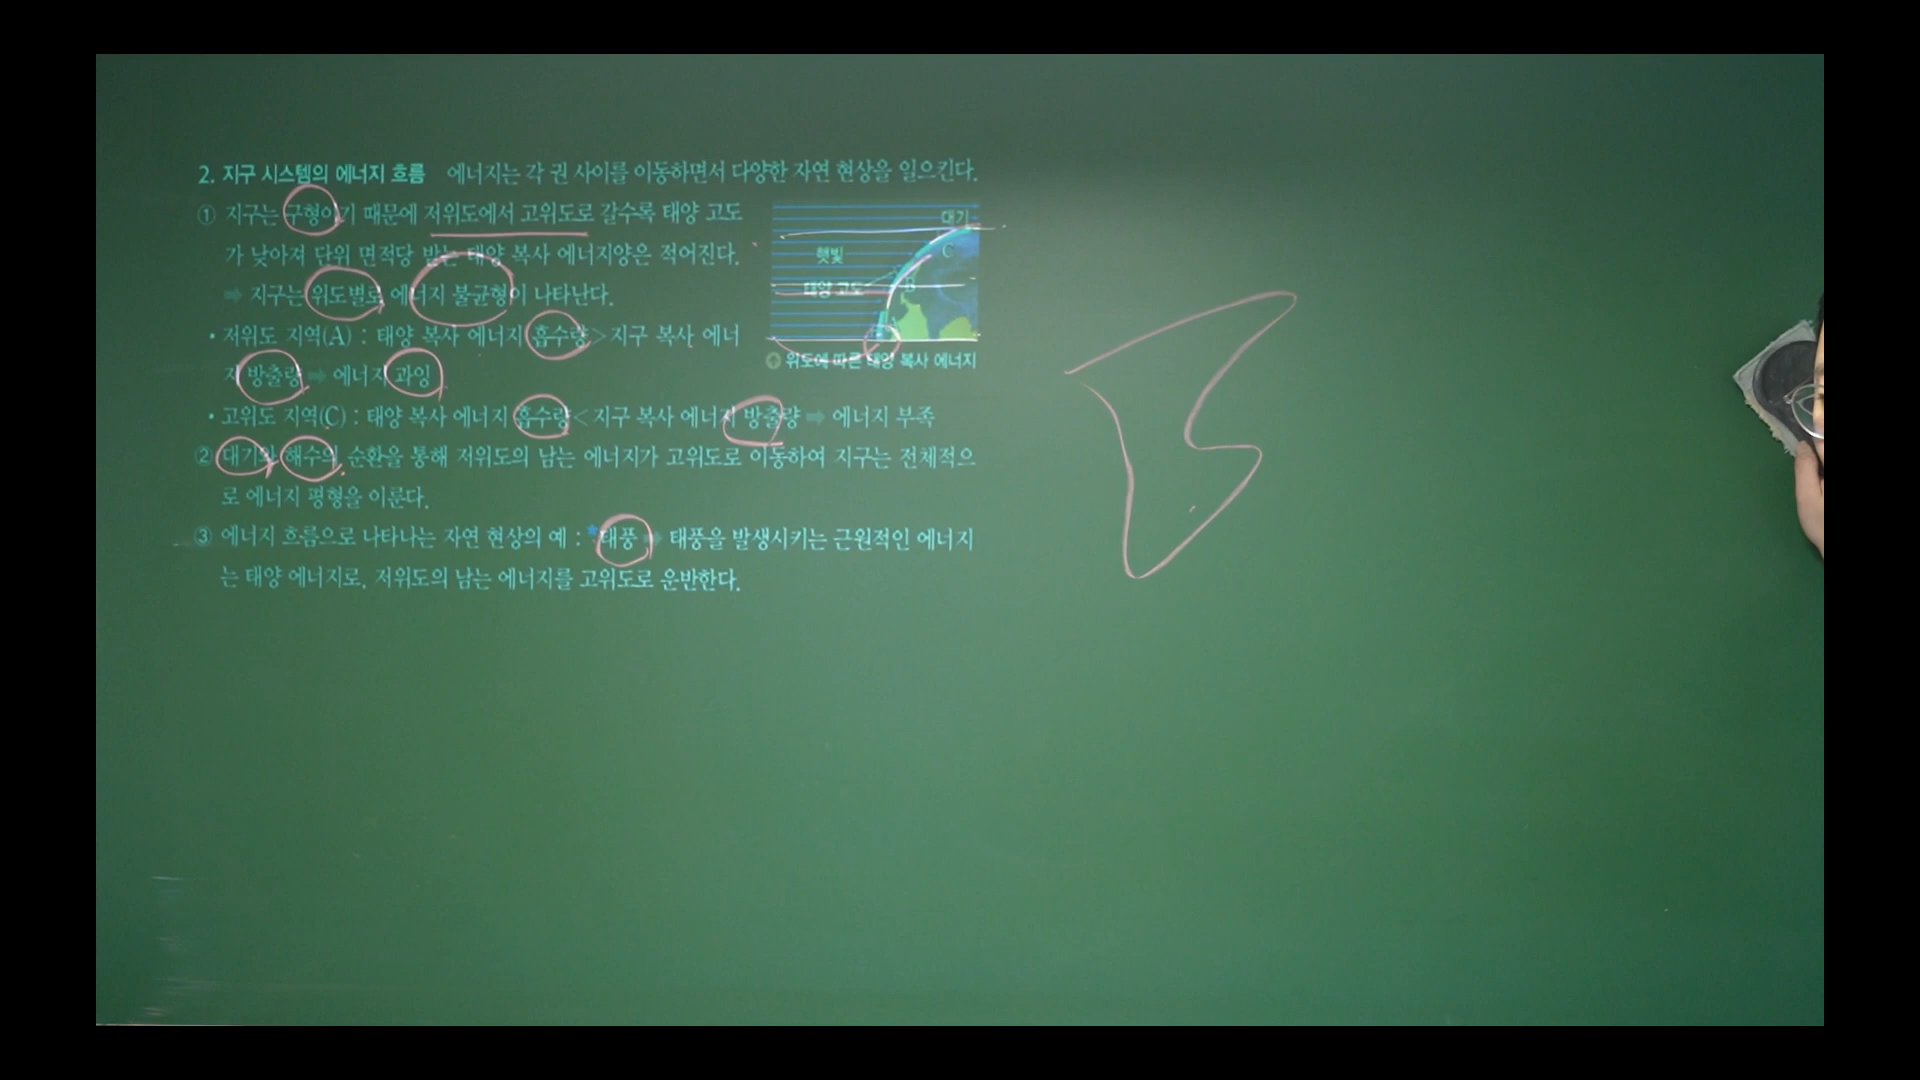 2. 지구 시스템의 에너지 흐름 에너지는 각 권 사이를 이동하면서 다양한 자연 현상을 일으킨다.
① 지구는 구형이기 때문에 저위도에서 고위도로 갈수록 태양 고도
가 낮아져 단위 면적당 받는 태양 복사 에너지양은 적어진다.
➡ 지구는 위도별로 에너지 불균형이 나타난다.
• 저위도 지역(A) : 태양 복사 에너지 흡수량>지구 복사 에너
지 방출량 ➡ 에너지 과잉
• 고위도 지역(C) : 태양 복사 에너지 흡수량<지구 복사 에너지 방출량 ➡ 에너지 부족
② 대기와 해수의 순환을 통해 저위도의 남는 에너지가 고위도로 이동하여 지구는 전체적으
로 에너지 평형을 이룬다.
③ 에너지 흐름으로 나타나는 자연 현상의 예 : *태풍 ➡ 태풍을 발생시키는 근원적인 에너지
는 태양 에너지로, 저위도의 남는 에너지를 고위도로 운반한다.
대기
햇빛
C
태양 고도
B
A
위도에 따른 태양 복사 에너지